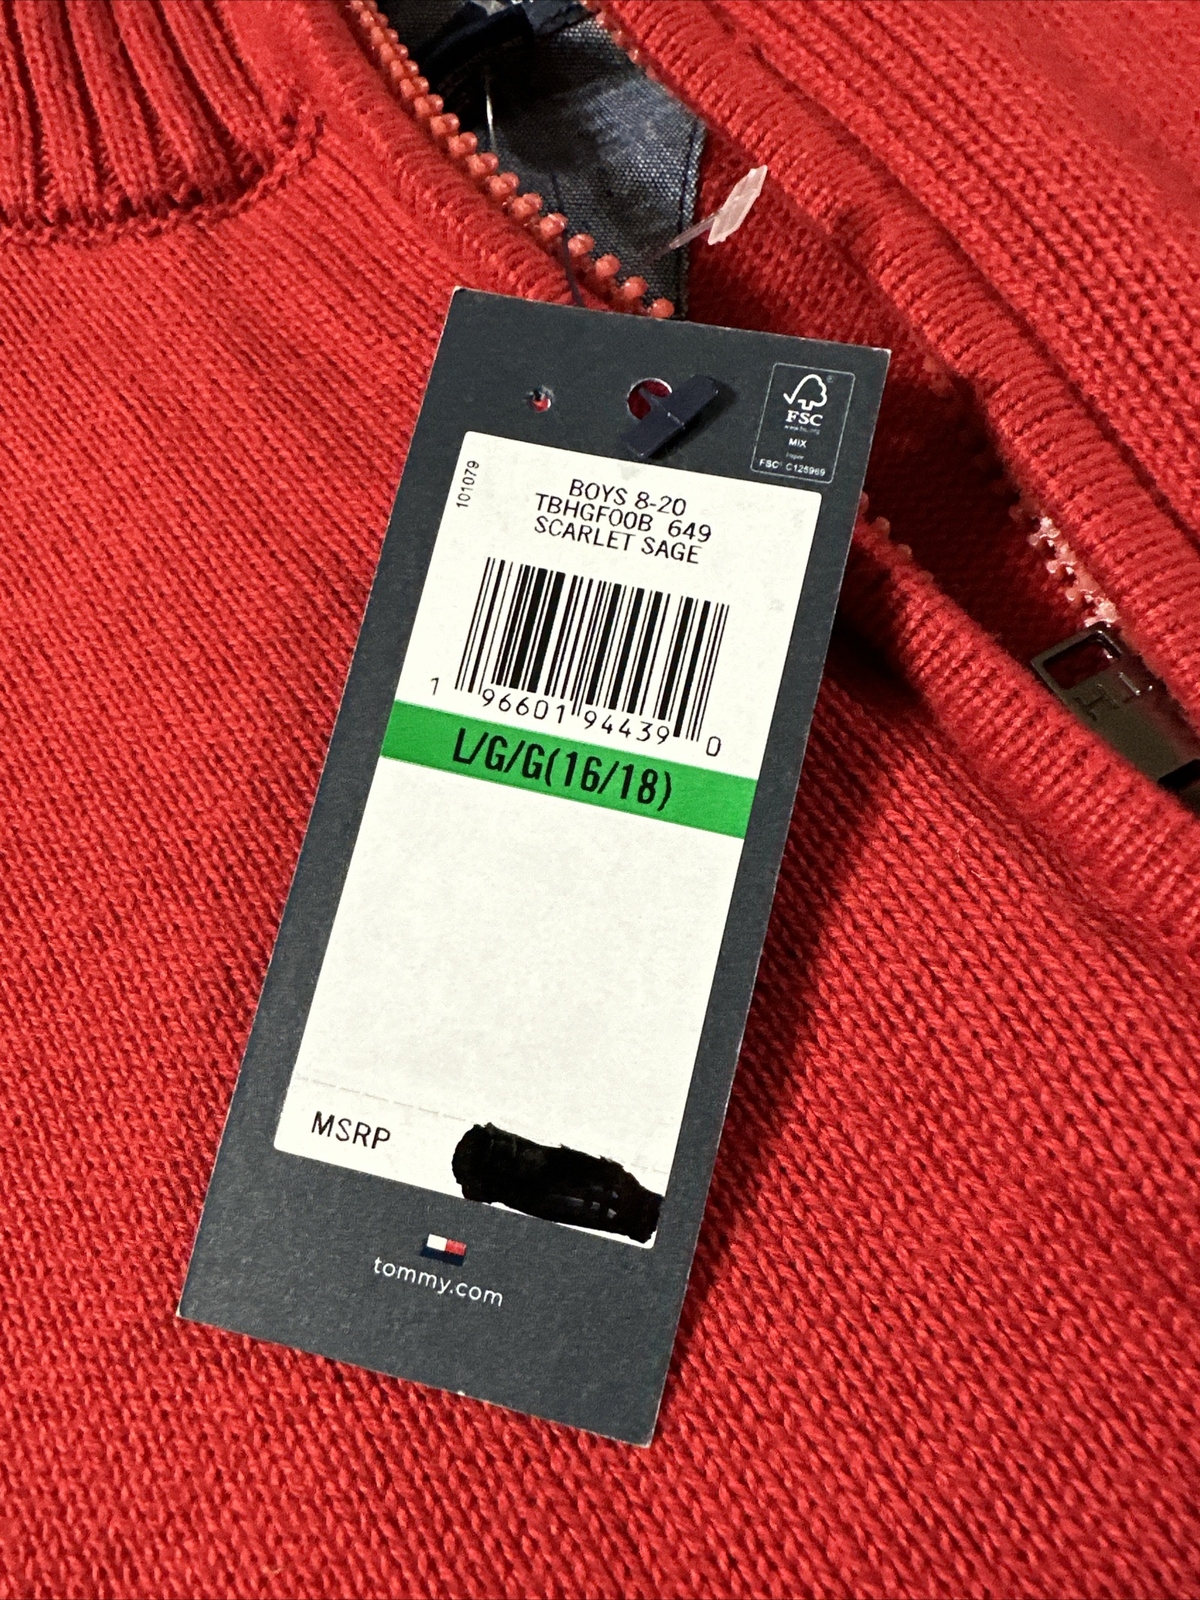 FSC
MIX
FSC® C125969
101079
BOYS 8-20
TBHGF00B 649
SCARLET SAGE
1 96601 94439 0
L/G/G(16/18)
MSRP
tommy.com